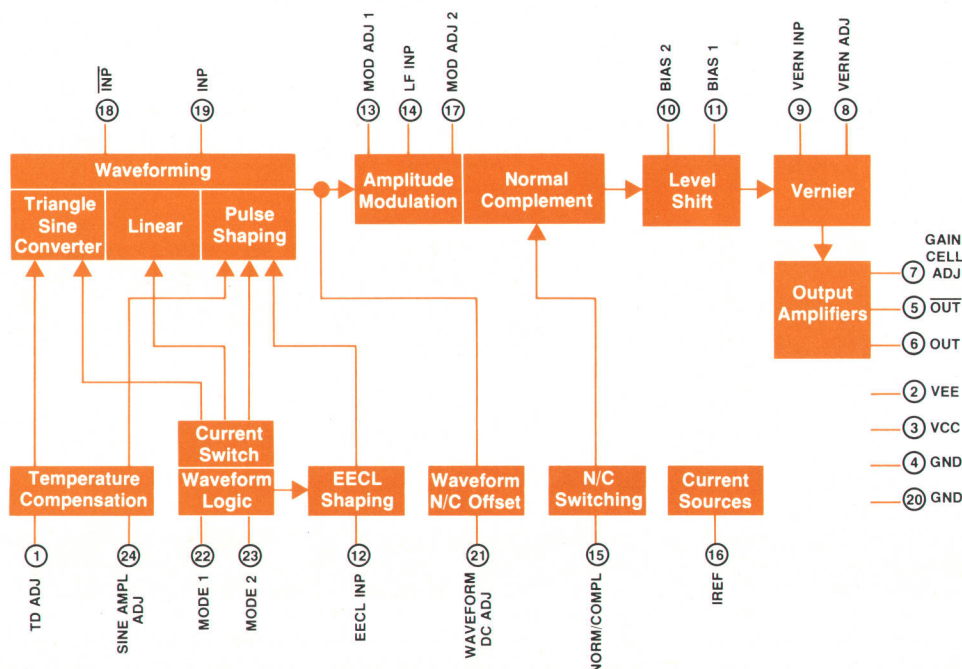 INP
18
INP
19
MOD ADJ 1
13
LF INP
14
MOD ADJ 2
17
BIAS 2
10
BIAS 1
11
VERN INP
9
VERN ADJ
8
Waveforming
Triangle
Sine
Converter
Linear
Pulse
Shaping
Amplitude
Modulation
Normal
Complement
Level
Shift
Vernier
Output
Amplifiers
GAIN
CELL
7 ADJ
5 OUT
6 OUT
2 VEE
3 VCC
4 GND
20 GND
Temperature
Compensation
Current
Switch
Waveform
Logic
EECL
Shaping
Waveform
N/C Offset
N/C
Switching
Current
Sources
1
TD ADJ
24
SINE AMPL
ADJ
22
MODE 1
23
MODE 2
12
EECL INP
21
WAVEFORM
DC ADJ
15
NORM/COMPL
16
IREF